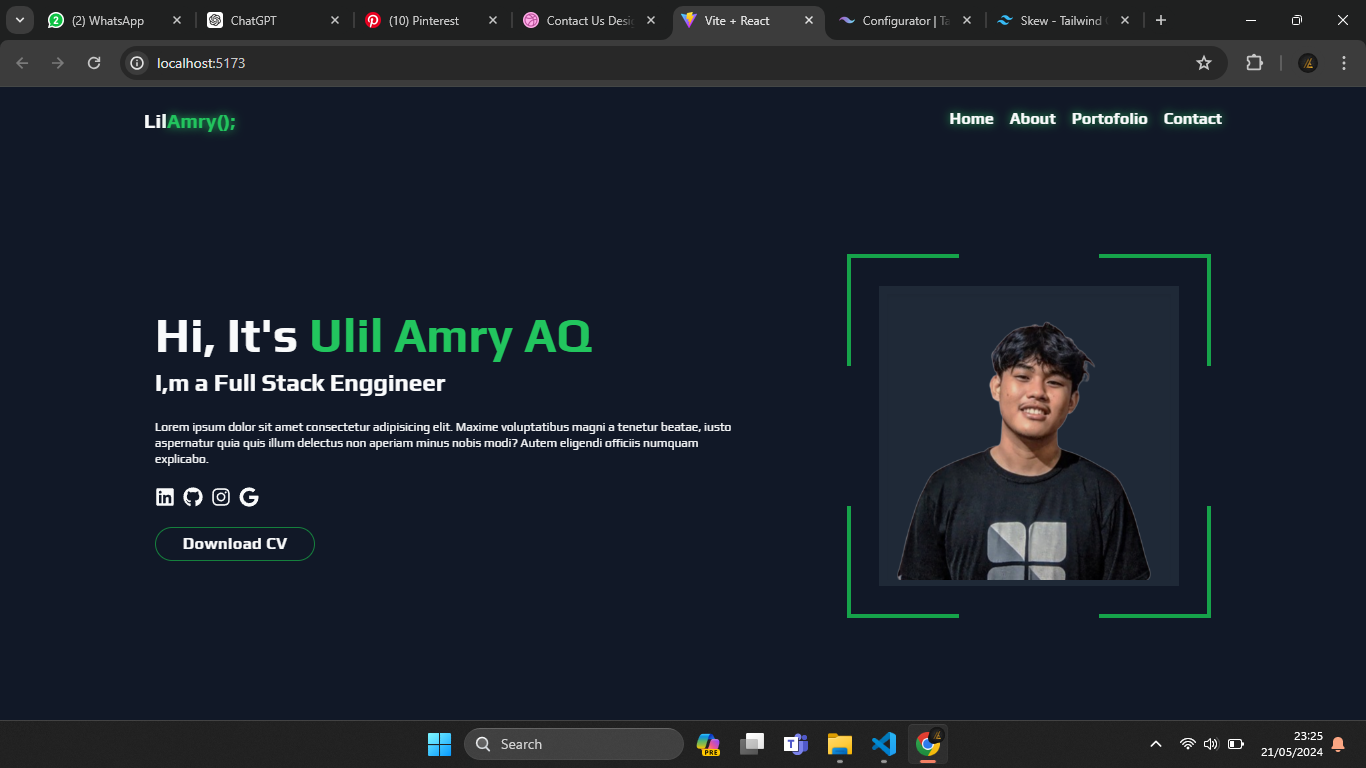 (2) WhatsApp
ChatGPT
(10) Pinterest
Contact Us Desi
Vite + React
Configurator | Ta
Skew - Tailwind
localhost:5173
LilAmry();
Home About Portofolio Contact
Hi, It's Ulil Amry AQ
I,m a Full Stack Enggineer
Lorem ipsum dolor sit amet consectetur adipisicing elit. Maxime voluptatibus magni a tenetur beatae, iusto
aspernatur quia quis illum delectus non aperiam minus nobis modi? Autem eligendi officiis numquam
explicabo.
Download CV
Search
PRE
23:25
21/05/2024